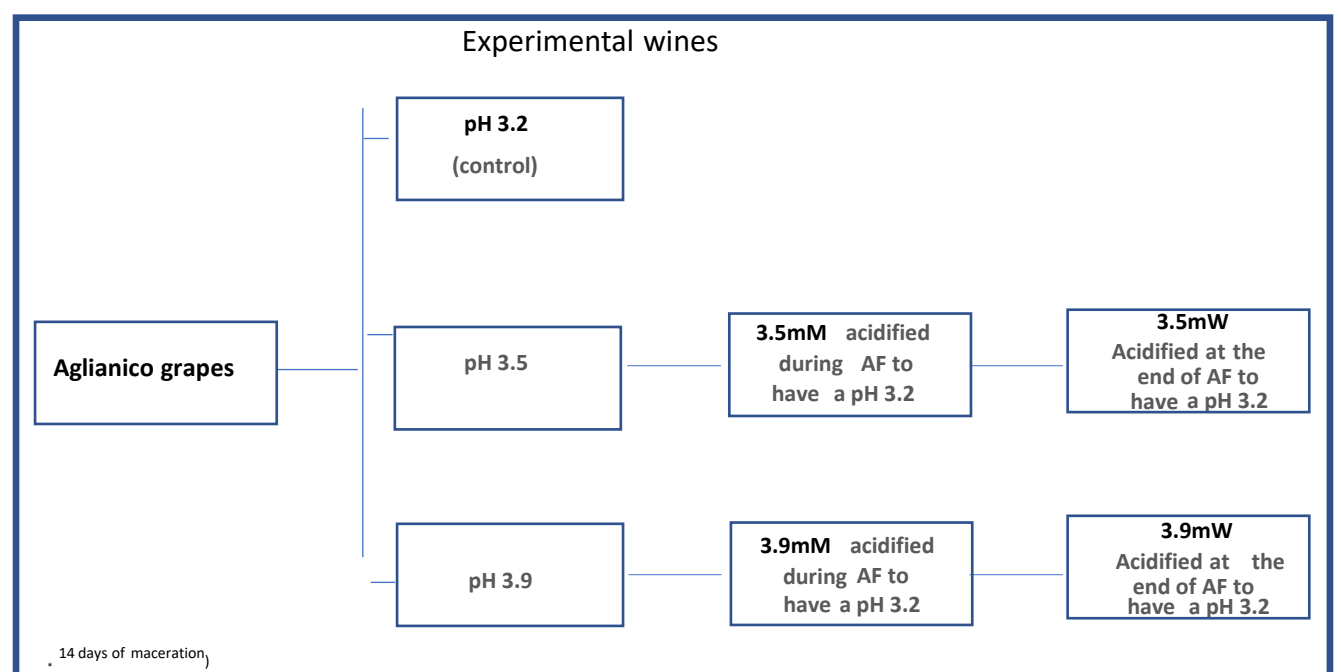 Experimental wines
pH 3.2
(control)
Aglianico grapes
pH 3.5
3.5mM acidified
during AF to
have a pH 3.2
3.5mW
Acidified at the
end of AF to
have a pH 3.2
pH 3.9
3.9mM acidified
during AF to
have a pH 3.2
3.9mW
Acidified at the
end of AF to
have a pH 3.2
* 14 days of maceration)